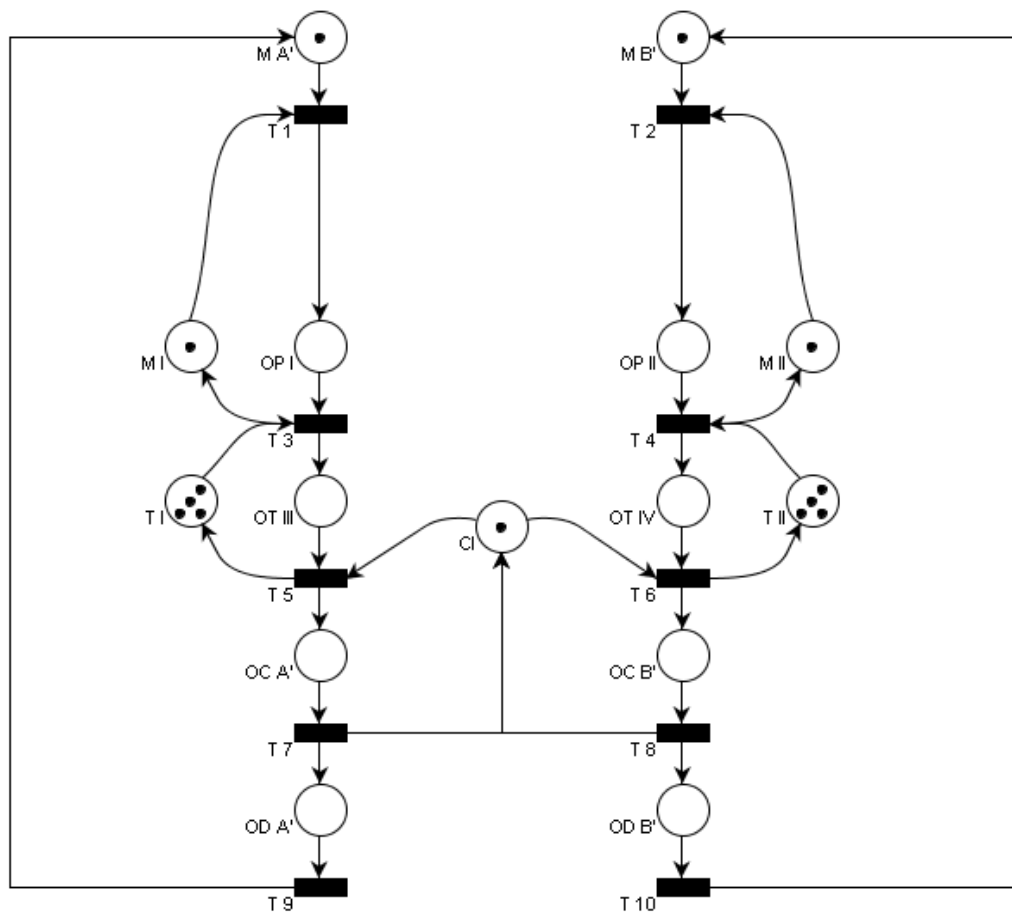 M A'
M B'
T 1
T 2
M I
OP I
OP II
M II
T 3
T 4
T I
OT III
CI
OT IV
T II
T 5
T 6
OC A'
OC B'
T 7
T 8
OD A'
OD B'
T 9
T 10